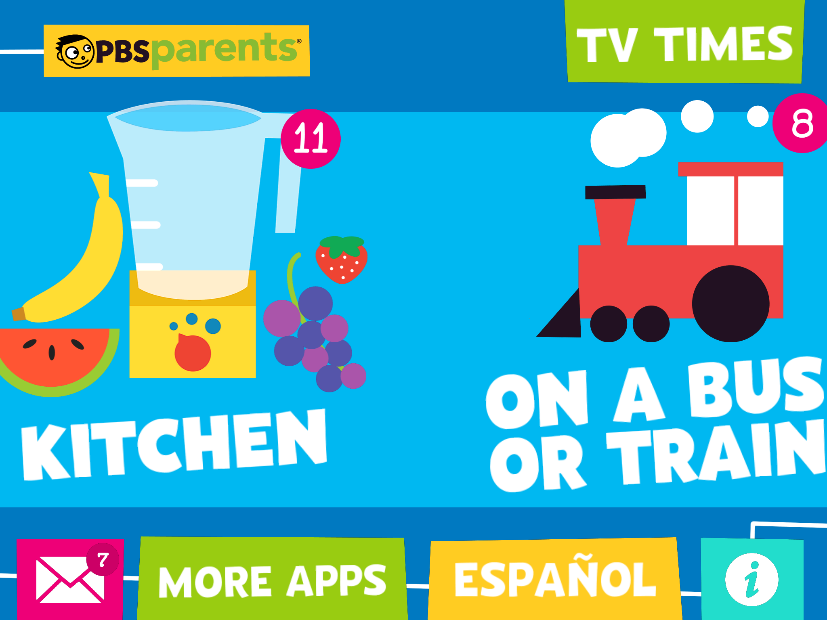 PBSparents®
TV TIMES
11
8
KITCHEN
ON A BUS
OR TRAIN
7
MORE APPS
ESPAÑOL
i